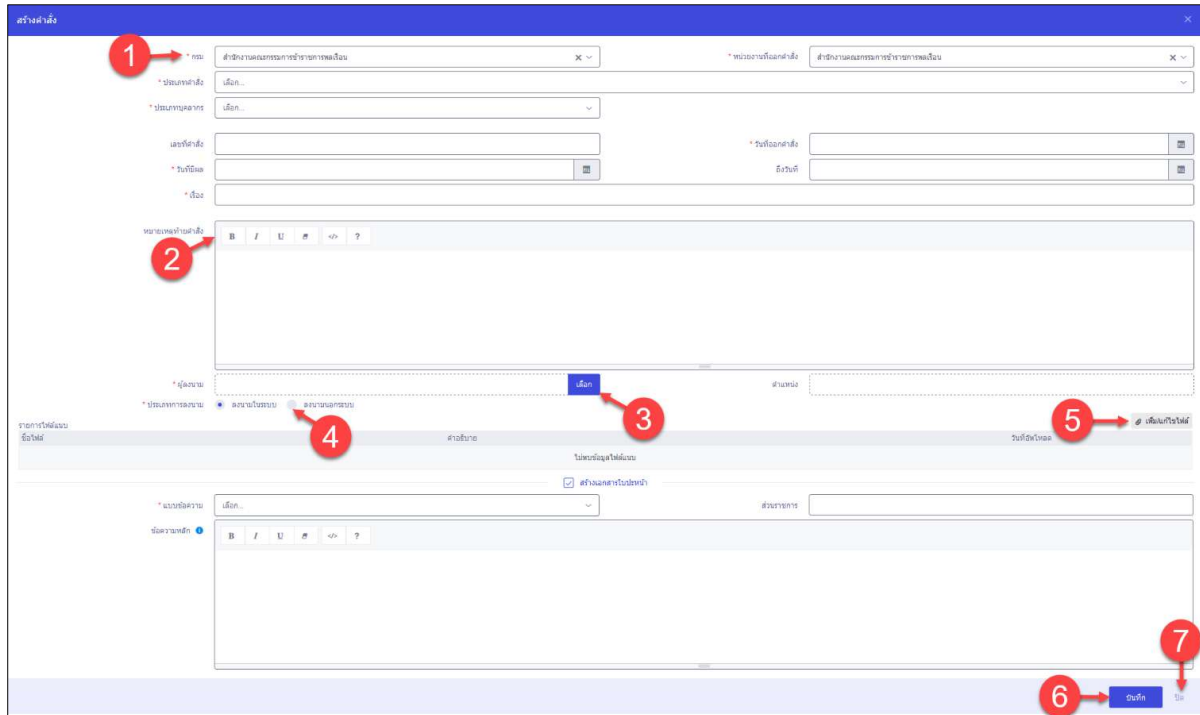 สร้างคำสั่ง
1 * กรม สำนักงานคณะกรรมการข้าราชการพลเรือน * หน่วยงานที่ออกคำสั่ง สำนักงานคณะกรรมการข้าราชการพลเรือน
* ประเภทคำสั่ง เลือก...
* ประเภทบุคลากร เลือก...
เลขที่คำสั่ง * วันที่ออกคำสั่ง
* วันที่มีผล ถึงวันที่
* เรื่อง
หมายเหตุท้ายคำสั่ง B I U </> ?
2
* ผู้ลงนาม เลือก ตำแหน่ง
3
* ประเภทการลงนาม ลงนามในระบบ ลงนามนอกระบบ
4
5 เพิ่ม/แก้ไขไฟล์
รายการไฟล์แนบ
ชื่อไฟล์ คำอธิบาย วันที่อัพโหลด
ไม่พบข้อมูลไฟล์แนบ
สร้างเอกสารใบปะหน้า
* แบบข้อความ เลือก... ส่วนราชการ
ข้อความหลัก B I U </> ?
7
6 บันทึก ปิด